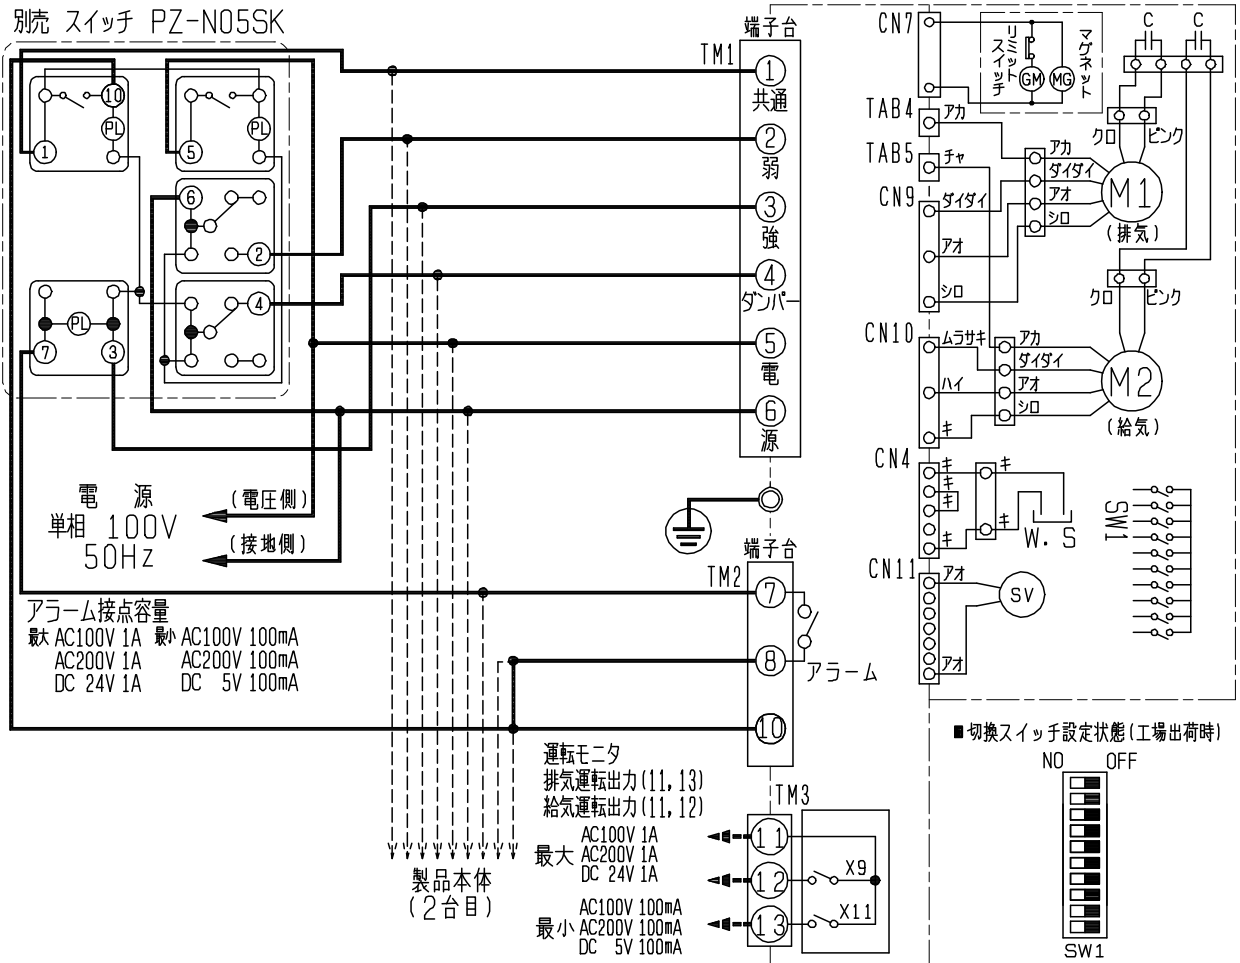 別売 スイッチ PZ-N05SK
10
PL
1
PL
5
6
2
4
PL
7
3
電 源
単相 100V
50Hz
(電圧側)
(接地側)
アラーム接点容量
最大 AC100V 1A 最小 AC100V 100mA
AC200V 1A AC200V 100mA
DC 24V 1A DC 5V 100mA
端子台
TM1
1
共通
2
弱
3
強
4
ダンパー
5
電
6
源
端子台
TM2
7
8
アラーム
10
製品本体
(2台目)
運転モニタ
排気運転出力(11,13)
給気運転出力(11,12)
AC100V 1A
最大 AC200V 1A
DC 24V 1A
AC100V 100mA
最小 AC200V 100mA
DC 5V 100mA
TM3
11
12
13
X9
X11
CN7
リミット
スイッチ
マグネット
GM
MG
C
C
TAB4
アカ
TAB5
チャ
CN9
ダイダイ
アオ
シロ
クロ
ピンク
アカ
ダイダイ
アオ
シロ
M1
(排気)
CN10
ムラサキ
ハイ
キ
クロ
ピンク
アカ
ダイダイ
アオ
シロ
M2
(給気)
CN4
キ
キ
キ
キ
キ
キ
W.S
CN11
アオ
アオ
SV
SW1
■切換スイッチ設定状態(工場出荷時)
NO OFF
SW1